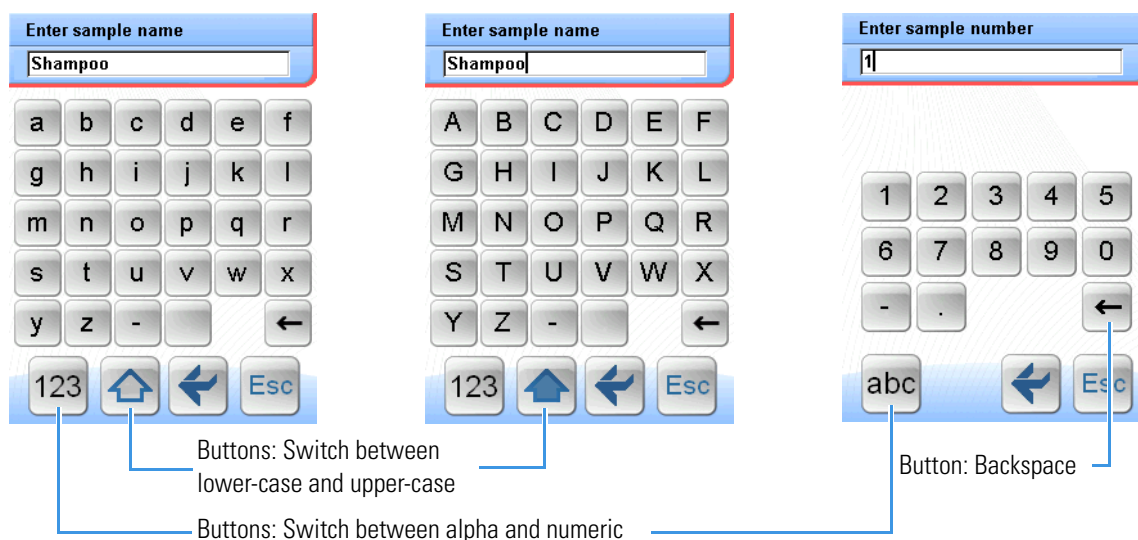 Enter sample name
Shampoo
a b c d e f
g h i j k l
m n o p q r
s t u v w x
y z - ←
123 Esc
Enter sample name
Shampoo
A B C D E F
G H I J K L
M N O P Q R
S T U V W X
Y Z - ←
123 Esc
Enter sample number
1
1 2 3 4 5
6 7 8 9 0
- . ←
abc Esc
Buttons: Switch between
lower-case and upper-case
Button: Backspace
Buttons: Switch between alpha and numeric